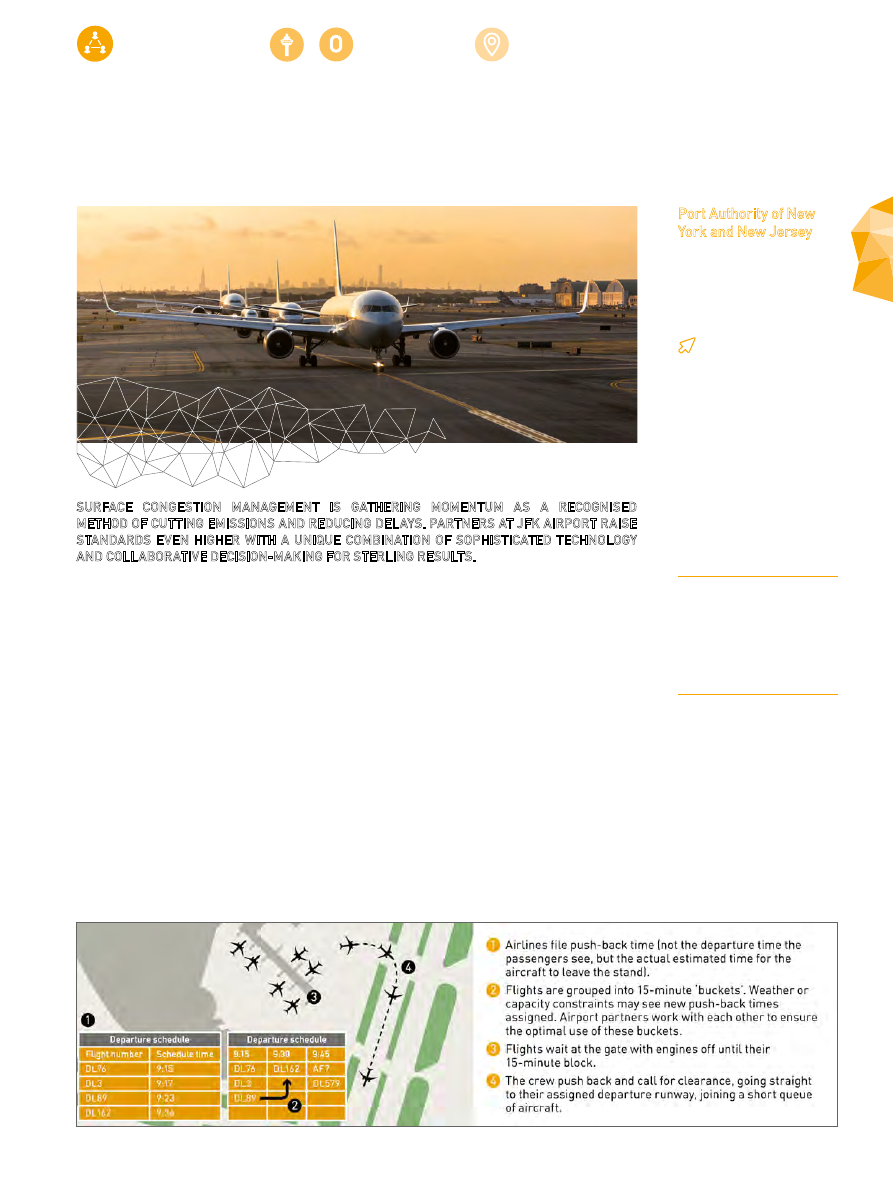 0
Port Authority of New
York and New Jersey
SURFACE CONGESTION MANAGEMENT IS GATHERING MOMENTUM AS A RECOGNISED
METHOD OF CUTTING EMISSIONS AND REDUCING DELAYS. PARTNERS AT JFK AIRPORT RAISE
STANDARDS EVEN HIGHER WITH A UNIQUE COMBINATION OF SOPHISTICATED TECHNOLOGY
AND COLLABORATIVE DECISION-MAKING FOR STERLING RESULTS.
1
Departure schedule
Flight number Schedule time
DL76 9:15
DL3 9:17
DL89 9:23
DL162 9:36
Departure schedule
9:15 9:30 9:45
DL76 DL162 AF7
DL3 DL579
DL89
2
3
4
1 Airlines file push-back time (not the departure time the
passengers see, but the actual estimated time for the
aircraft to leave the stand).
2 Flights are grouped into 15-minute 'buckets'. Weather or
capacity constraints may see new push-back times
assigned. Airport partners work with each other to ensure
the optimal use of these buckets.
3 Flights wait at the gate with engines off until their
15-minute block.
4 The crew push back and call for clearance, going straight
to their assigned departure runway, joining a short queue
of aircraft.